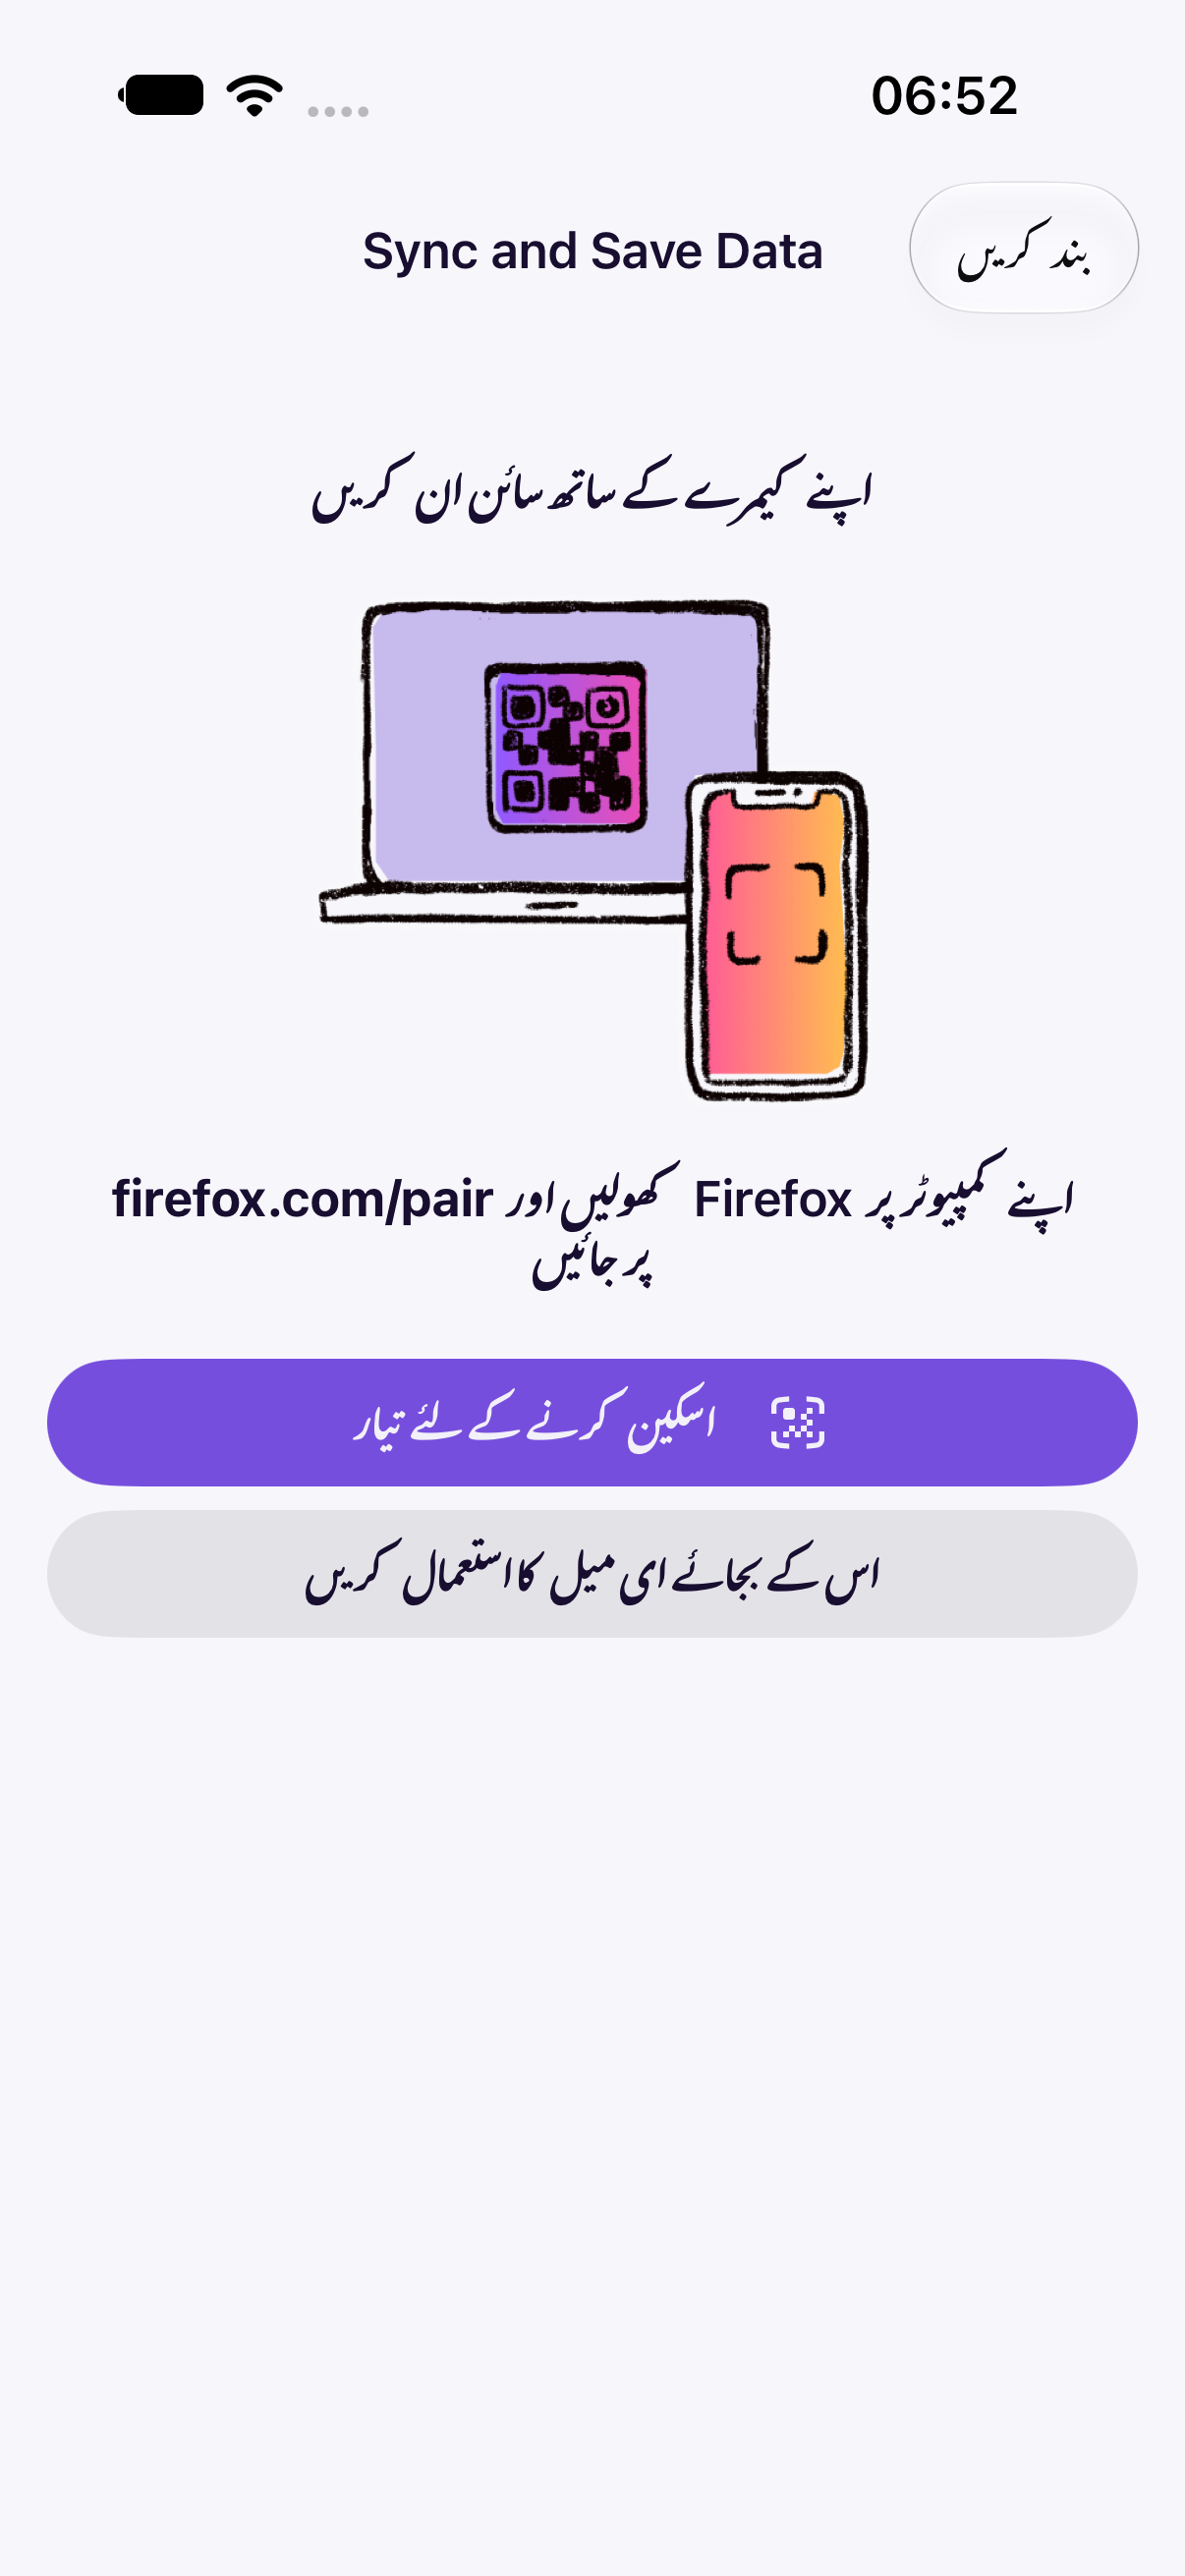 06:52
بند کریں
Sync and Save Data
اپنے کیمرے کے ساتھ سائن ان کریں
اپنے کمپیوٹر پر Firefox کھولیں اور firefox.com/pair
پر جائیں
اسکین کرنے کے لئے تیار
اس کے بجائے ای میل کا استعمال کریں